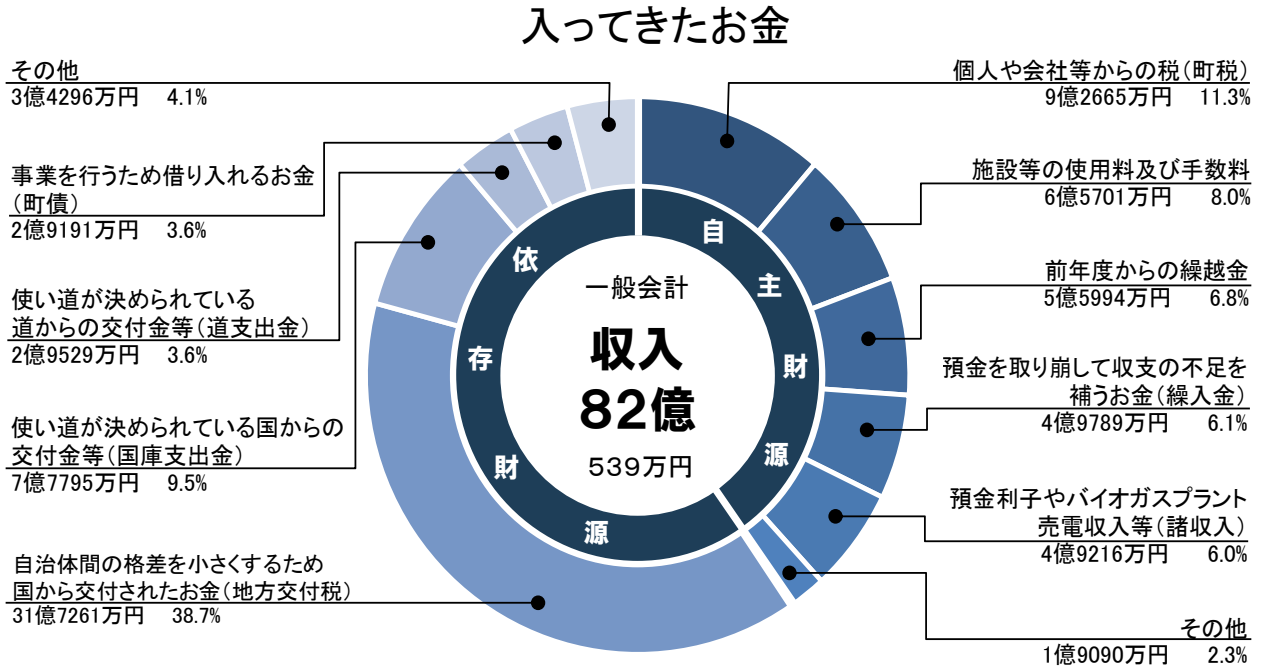 入ってきたお金
個人や会社等からの税(町税)
9億2665万円 11.3%
施設等の使用料及び手数料
6億5701万円 8.0%
前年度からの繰越金
5億5994万円 6.8%
預金を取り崩して収支の不足を
補うお金(繰入金)
4億9789万円 6.1%
預金利子やバイオガスプラント
売電収入等(諸収入)
4億9216万円 6.0%
その他
1億9090万円 2.3%
その他
3億4296万円 4.1%
事業を行うため借り入れるお金
(町債)
2億9191万円 3.6%
使い道が決められている
道からの交付金等(道支出金)
2億9529万円 3.6%
使い道が決められている国からの
交付金等(国庫支出金)
7億7795万円 9.5%
自治体間の格差を小さくするため
国から交付されたお金(地方交付税)
31億7261万円 38.7%
自主財源
依存財源
一般会計
収入
82億
539万円